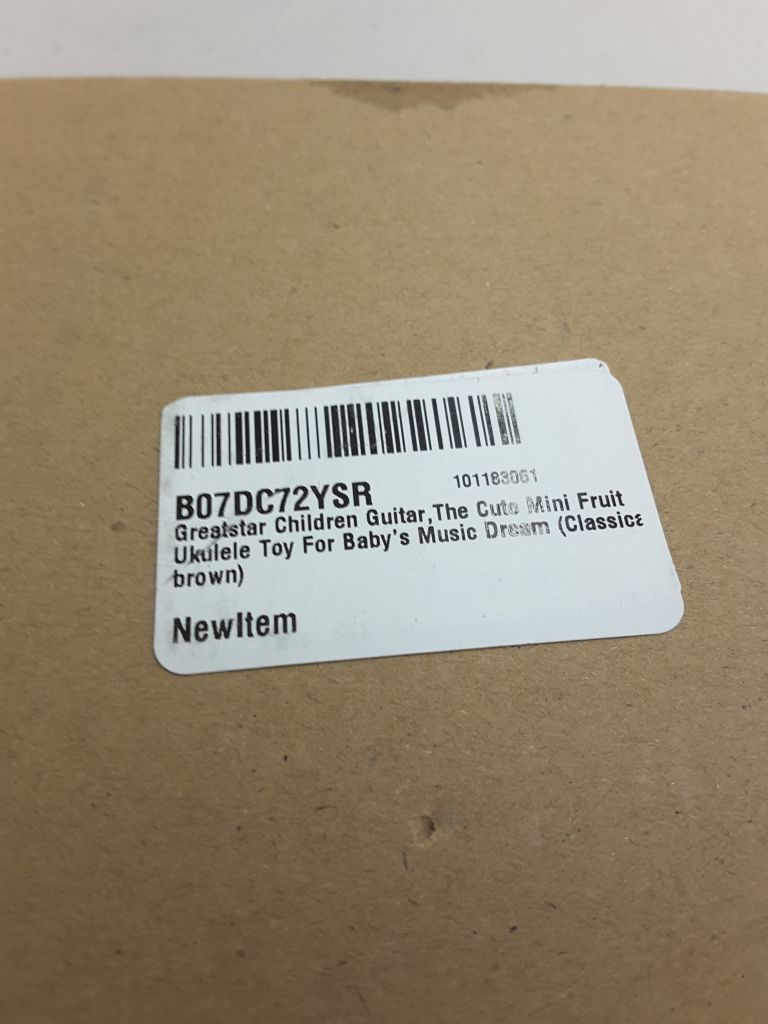 B07DC72YSR
101183061
Greatstar Children Guitar,The Cute Mini Fruit
Ukulele Toy For Baby's Music Dream (Classica
brown)
NewItem